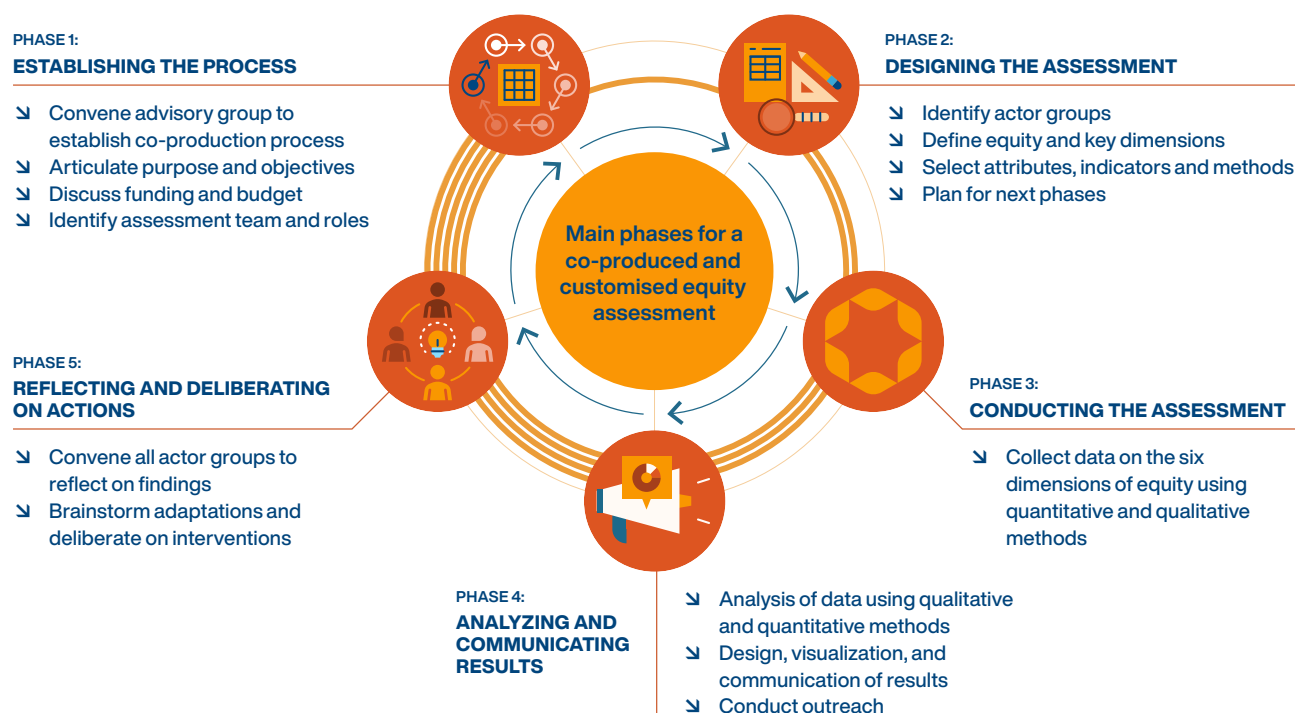 PHASE 1:
ESTABLISHING THE PROCESS
Convene advisory group to
establish co-production process
Articulate purpose and objectives
Discuss funding and budget
Identify assessment team and roles
PHASE 2:
DESIGNING THE ASSESSMENT
Identify actor groups
Define equity and key dimensions
Select attributes, indicators and methods
Plan for next phases
Main phases for a
co-produced and
customised equity
assessment
PHASE 3:
CONDUCTING THE ASSESSMENT
Collect data on the six
dimensions of equity using
quantitative and qualitative
methods
PHASE 4:
ANALYZING AND
COMMUNICATING
RESULTS
Analysis of data using qualitative
and quantitative methods
Design, visualization, and
communication of results
Conduct outreach
PHASE 5:
REFLECTING AND DELIBERATING
ON ACTIONS
Convene all actor groups to
reflect on findings
Brainstorm adaptations and
deliberate on interventions